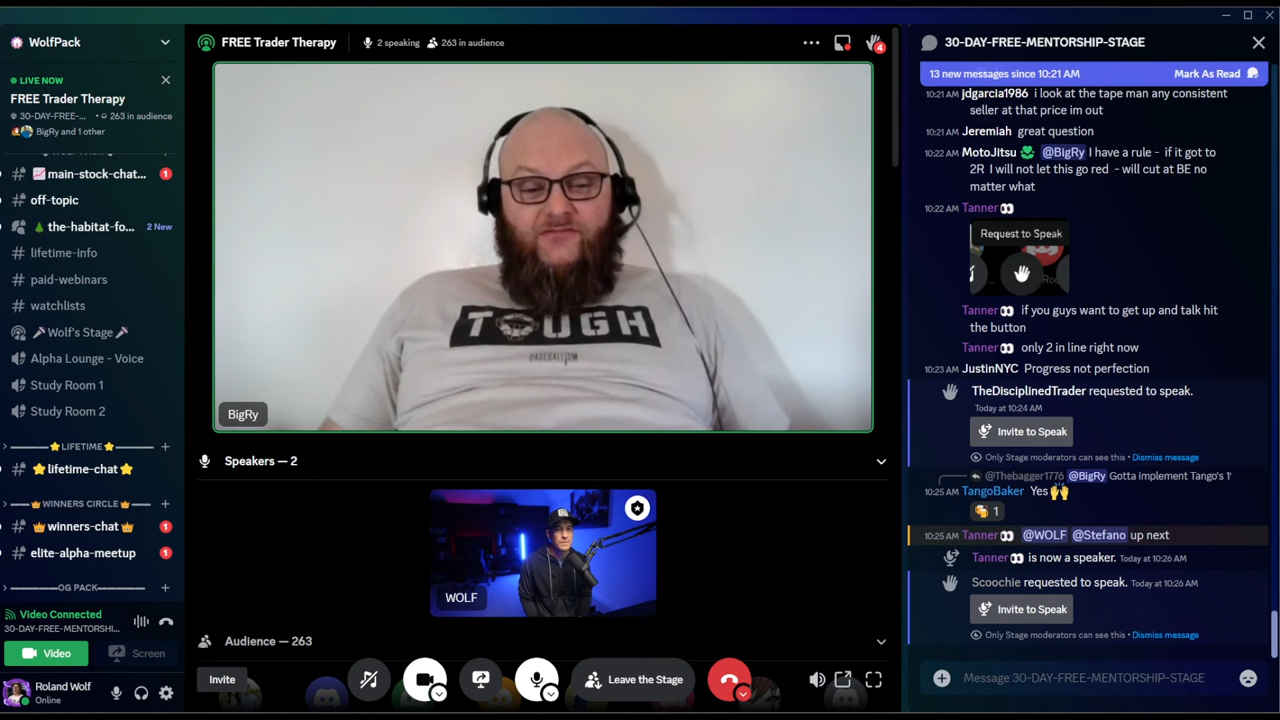 WolfPack
LIVE NOW
FREE Trader Therapy
30-DAY-FREE-... • 263 in audience
BigRy and 1 other
main-stock-chat... 1
off-topic
the-habitat-fo... 2 New
lifetime-info
paid-webinars
watchlists
Wolf's Stage
Alpha Lounge - Voice
Study Room 1
Study Room 2
LIFETIME
lifetime-chat
WINNERS CIRCLE
winners-chat 1
elite-alpha-meetup 1
OG PACK
Video Connected
30-DAY-FREE-MENTORSHI...
Video Screen
Roland Wolf
Online
FREE Trader Therapy 2 speaking 263 in audience 4
TOUGH
BASEBALLISM
BigRy
Speakers — 2
WOLF
Audience — 263
Invite Leave the Stage
30-DAY-FREE-MENTORSHIP-STAGE
13 new messages since 10:21 AM Mark As Read
10:21 AM jdgarcia1986 i look at the tape man any consistent
seller at that price im out
10:21 AM Jeremiah great question
10:22 AM MotoJitsu @BigRy I have a rule - if it got to
2R I will not let this go red - will cut at BE no
matter what
10:22 AM Tanner👀
Request to Speak
Tanner👀 if you guys want to get up and talk hit
the button
Tanner👀 only 2 in line right now
10:23 AM JustinNYC Progress not perfection
TheDisciplinedTrader requested to speak.
Today at 10:24 AM
Invite to Speak
Only Stage moderators can see this • Dismiss message
@Thebagger1776 @BigRy Gotta implement Tango's 1'
10:25 AM TangoBaker Yes🙌
1
10:25 AM Tanner👀 @WOLF @Stefano up next
Tanner👀 is now a speaker. Today at 10:26 AM
Scoochie requested to speak. Today at 10:26 AM
Invite to Speak
Only Stage moderators can see this • Dismiss message
Message 30-DAY-FREE-MENTORSHIP-STAGE